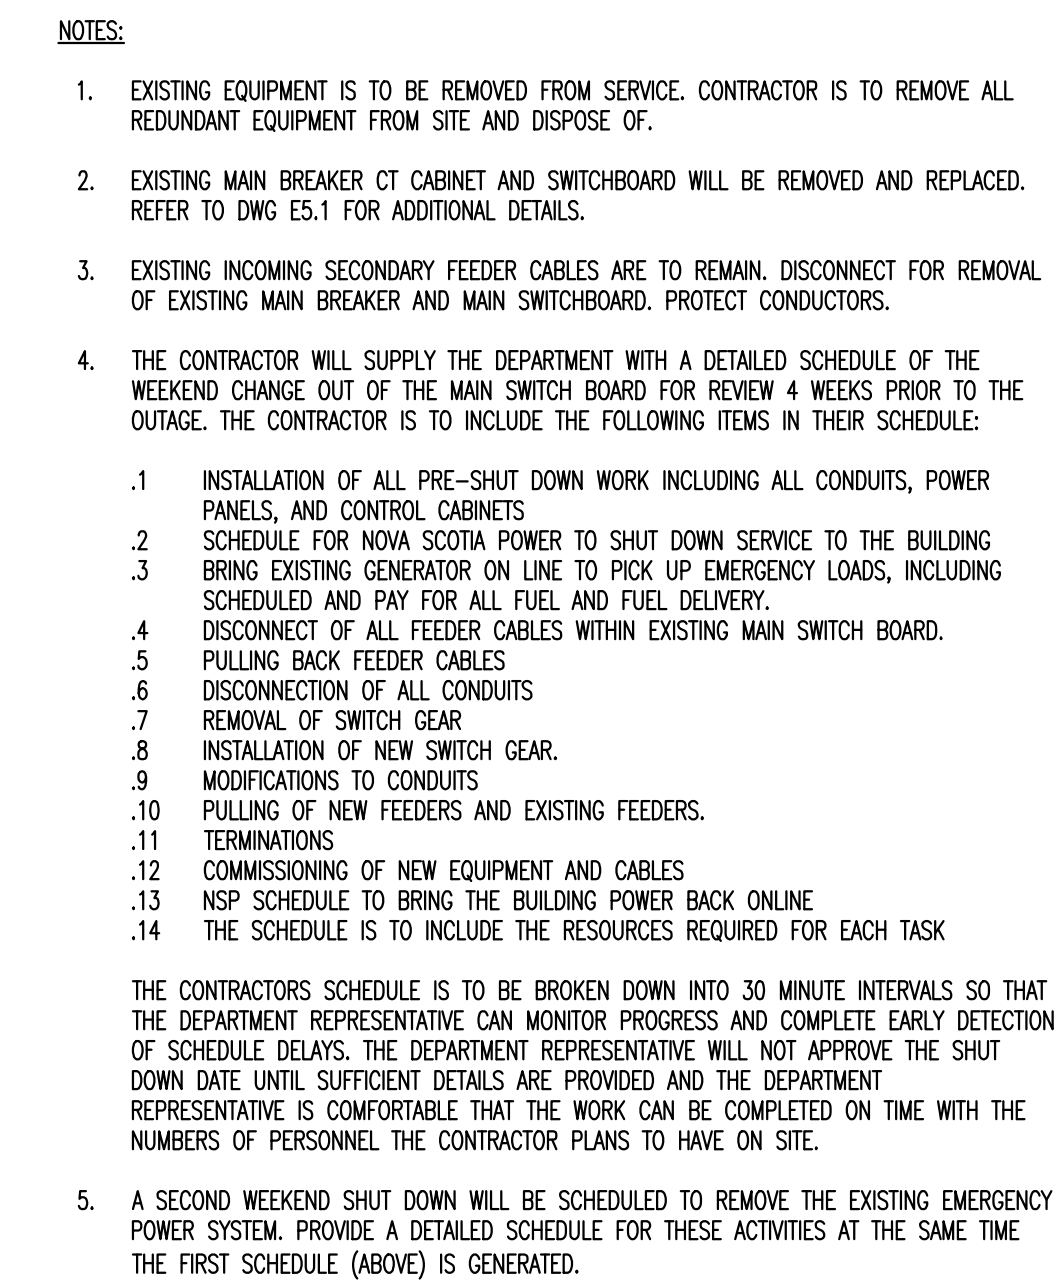 NOTES:
1. EXISTING EQUIPMENT IS TO BE REMOVED FROM SERVICE. CONTRACTOR IS TO REMOVE ALL
REDUNDANT EQUIPMENT FROM SITE AND DISPOSE OF.
2. EXISTING MAIN BREAKER CT CABINET AND SWITCHBOARD WILL BE REMOVED AND REPLACED.
REFER TO DWG E5.1 FOR ADDITIONAL DETAILS.
3. EXISTING INCOMING SECONDARY FEEDER CABLES ARE TO REMAIN. DISCONNECT FOR REMOVAL
OF EXISTING MAIN BREAKER AND MAIN SWITCHBOARD. PROTECT CONDUCTORS.
4. THE CONTRACTOR WILL SUPPLY THE DEPARTMENT WITH A DETAILED SCHEDULE OF THE
WEEKEND CHANGE OUT OF THE MAIN SWITCH BOARD FOR REVIEW 4 WEEKS PRIOR TO THE
OUTAGE. THE CONTRACTOR IS TO INCLUDE THE FOLLOWING ITEMS IN THEIR SCHEDULE:
.1 INSTALLATION OF ALL PRE-SHUT DOWN WORK INCLUDING ALL CONDUITS, POWER
PANELS, AND CONTROL CABINETS
.2 SCHEDULE FOR NOVA SCOTIA POWER TO SHUT DOWN SERVICE TO THE BUILDING
.3 BRING EXISTING GENERATOR ON LINE TO PICK UP EMERGENCY LOADS, INCLUDING
SCHEDULED AND PAY FOR ALL FUEL AND FUEL DELIVERY.
.4 DISCONNECT OF ALL FEEDER CABLES WITHIN EXISTING MAIN SWITCH BOARD.
.5 PULLING BACK FEEDER CABLES
.6 DISCONNECTION OF ALL CONDUITS
.7 REMOVAL OF SWITCH GEAR
.8 INSTALLATION OF NEW SWITCH GEAR.
.9 MODIFICATIONS TO CONDUITS
.10 PULLING OF NEW FEEDERS AND EXISTING FEEDERS.
.11 TERMINATIONS
.12 COMMISSIONING OF NEW EQUIPMENT AND CABLES
.13 NSP SCHEDULE TO BRING THE BUILDING POWER BACK ONLINE
.14 THE SCHEDULE IS TO INCLUDE THE RESOURCES REQUIRED FOR EACH TASK
THE CONTRACTORS SCHEDULE IS TO BE BROKEN DOWN INTO 30 MINUTE INTERVALS SO THAT
THE DEPARTMENT REPRESENTATIVE CAN MONITOR PROGRESS AND COMPLETE EARLY DETECTION
OF SCHEDULE DELAYS. THE DEPARTMENT REPRESENTATIVE WILL NOT APPROVE THE SHUT
DOWN DATE UNTIL SUFFICIENT DETAILS ARE PROVIDED AND THE DEPARTMENT
REPRESENTATIVE IS COMFORTABLE THAT THE WORK CAN BE COMPLETED ON TIME WITH THE
NUMBERS OF PERSONNEL THE CONTRACTOR PLANS TO HAVE ON SITE.
5. A SECOND WEEKEND SHUT DOWN WILL BE SCHEDULED TO REMOVE THE EXISTING EMERGENCY
POWER SYSTEM. PROVIDE A DETAILED SCHEDULE FOR THESE ACTIVITIES AT THE SAME TIME
THE FIRST SCHEDULE (ABOVE) IS GENERATED.